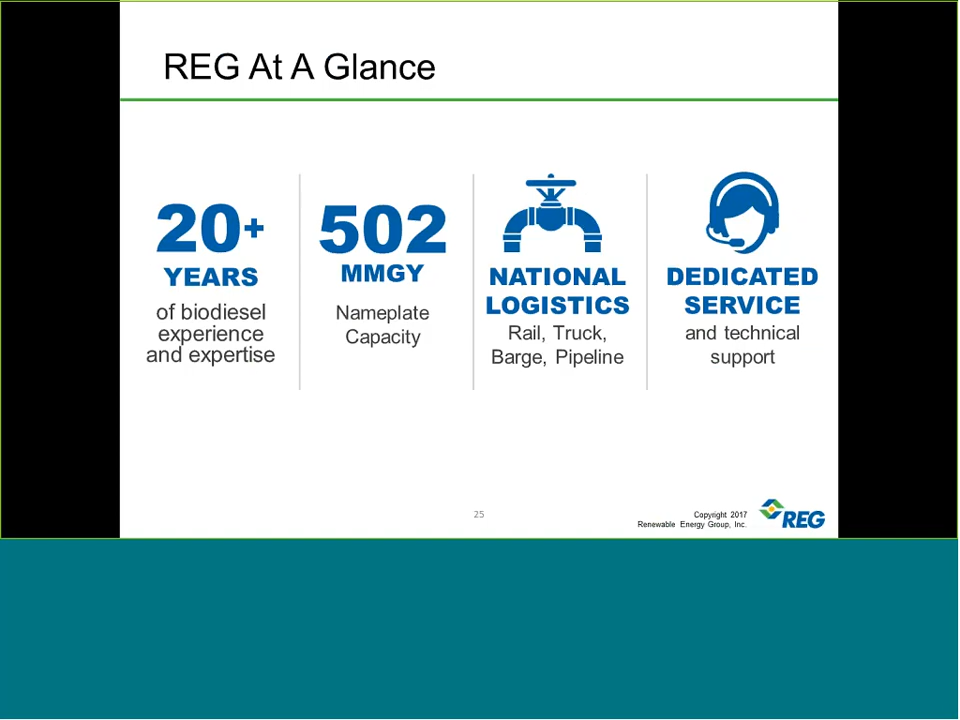 REG At A Glance
20+
YEARS
of biodiesel
experience
and expertise
502
MMGY
Nameplate
Capacity
NATIONAL
LOGISTICS
Rail, Truck,
Barge, Pipeline
DEDICATED
SERVICE
and technical
support
25
Copyright 2017
Renewable Energy Group, Inc.
REG